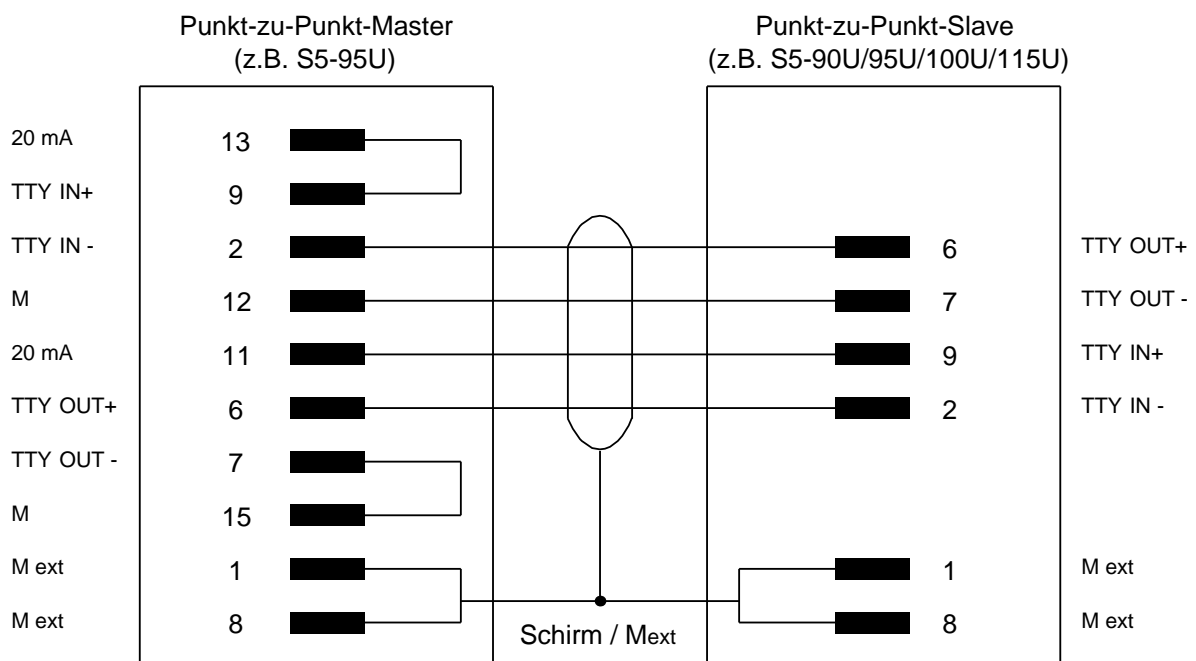 Punkt-zu-Punkt-Master
(z.B. S5-95U)
Punkt-zu-Punkt-Slave
(z.B. S5-90U/95U/100U/115U)
20 mA 13
TTY IN+ 9
TTY IN - 2 6 TTY OUT+
M 12 7 TTY OUT -
20 mA 11 9 TTY IN+
TTY OUT+ 6 2 TTY IN -
TTY OUT - 7
M 15
M ext 1 1 M ext
M ext 8 8 M ext
Schirm / Mext